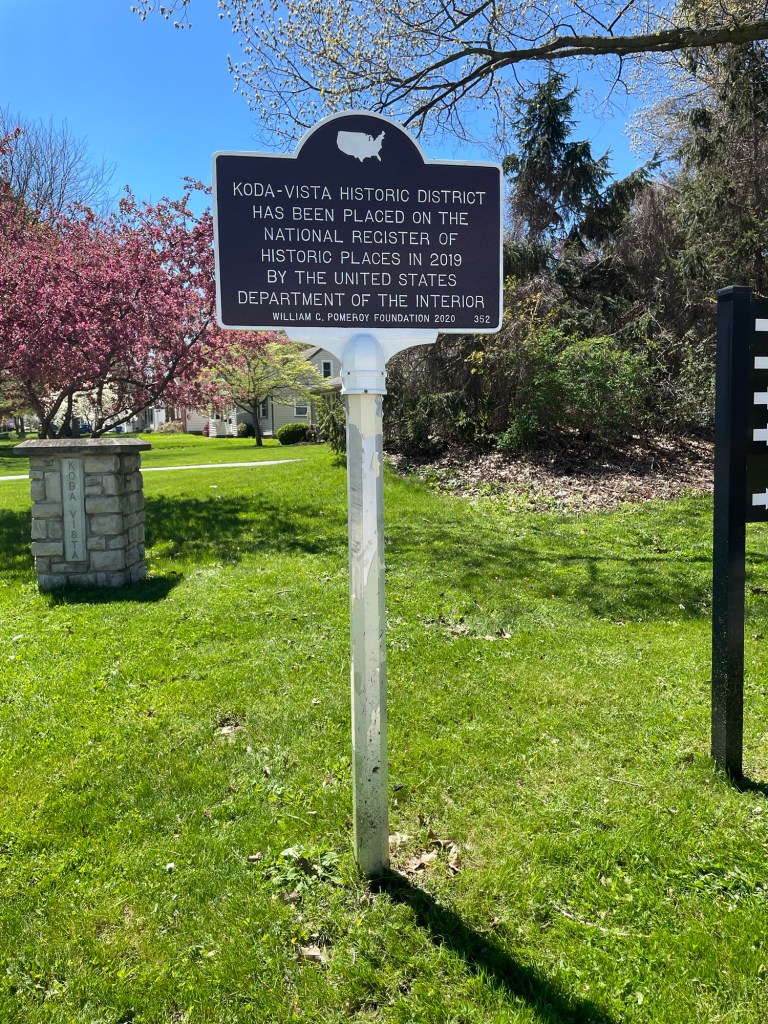 KODA-VISTA HISTORIC DISTRICT
HAS BEEN PLACED ON THE
NATIONAL REGISTER OF
HISTORIC PLACES IN 2019
BY THE UNITED STATES
DEPARTMENT OF THE INTERIOR
WILLIAM G. POMEROY FOUNDATION 2020 352
KODA VISTA